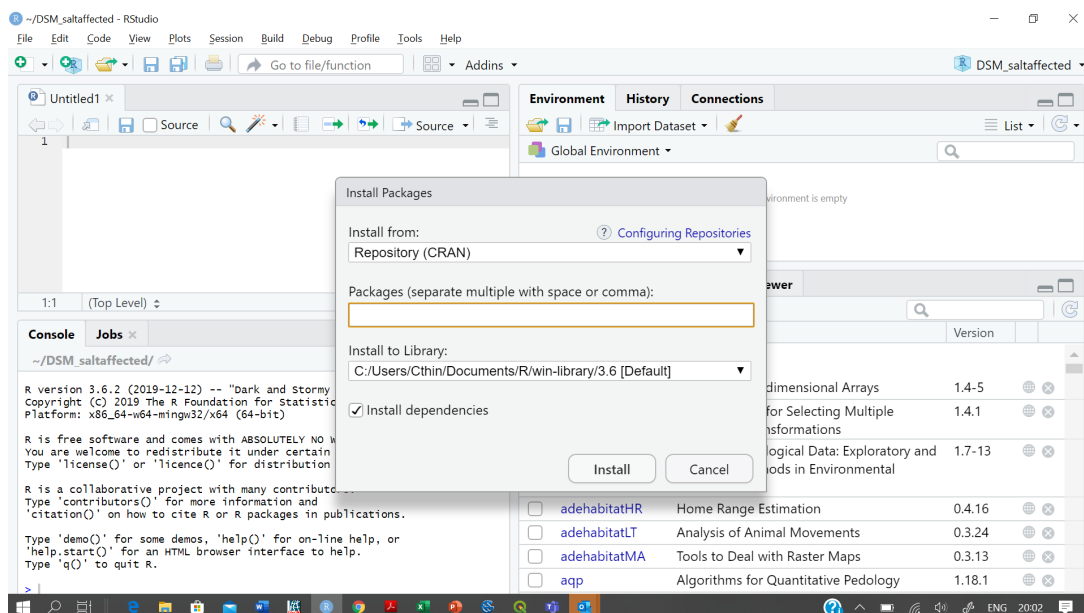 ~/DSM_saltaffected - RStudio
File Edit Code View Plots Session Build Debug Profile Tools Help
Go to file/function Addins DSM_saltaffected
Untitled1
Source Source
1
1:1 (Top Level)
Console Jobs
~/DSM_saltaffected/
R version 3.6.2 (2019-12-12) -- "Dark and Stormy
Copyright (C) 2019 The R Foundation for Statistic
Platform: x86_64-w64-mingw32/x64 (64-bit)
R is free software and comes with ABSOLUTELY NO W
You are welcome to redistribute it under certain
Type 'license()' or 'licence()' for distribution
R is a collaborative project with many contributo
Type 'contributors()' for more information and
'citation()' on how to cite R or R packages in publications.
Type 'demo()' for some demos, 'help()' for on-line help, or
'help.start()' for an HTML browser interface to help.
Type 'q()' to quit R.
>
Environment History Connections
Import Dataset List
Global Environment
vironment is empty
Install Packages
Install from: ? Configuring Repositories
Repository (CRAN)
Packages (separate multiple with space or comma):
Install to Library:
C:/Users/Cthin/Documents/R/win-library/3.6 [Default]
Install dependencies
Install Cancel
ewer
Version
dimensional Arrays 1.4-5
for Selecting Multiple 1.4.1
nsformations
logical Data: Exploratory and 1.7-13
ods in Environmental
adehabitatHR Home Range Estimation 0.4.16
adehabitatLT Analysis of Animal Movements 0.3.24
adehabitatMA Tools to Deal with Raster Maps 0.3.13
aqp Algorithms for Quantitative Pedology 1.18.1
ENG 20:02